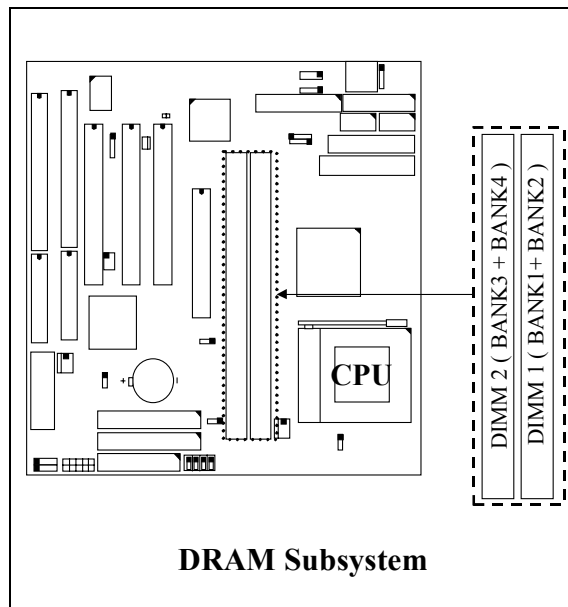 DIMM 2 ( BANK3 + BANK4 )
DIMM 1 ( BANK1+ BANK2 )
CPU
+ –
DRAM Subsystem